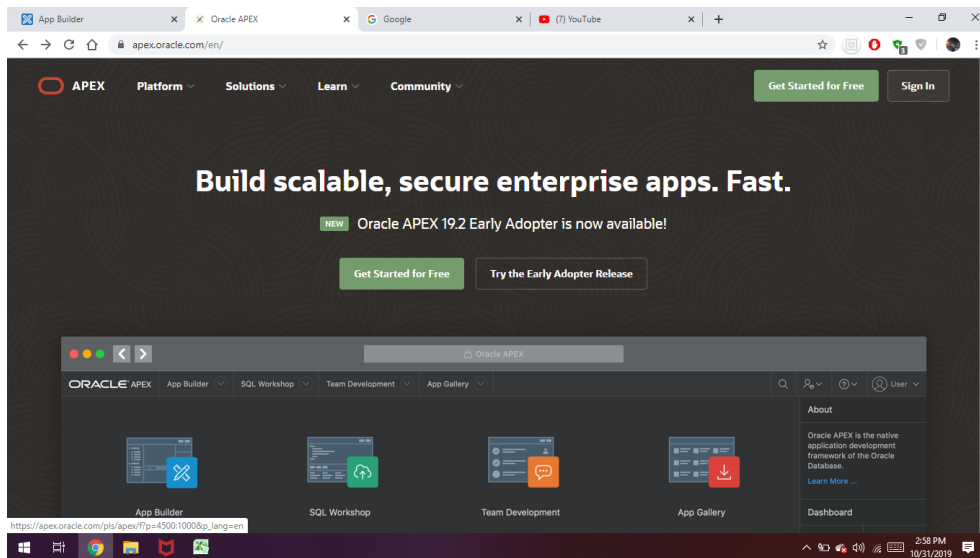 App Builder
Oracle APEX
Google
(7) YouTube
apex.oracle.com/en/
3
APEX
Platform
Solutions
Learn
Community
Get Started for Free
Sign In
Build scalable, secure enterprise apps. Fast.
NEW Oracle APEX 19.2 Early Adopter is now available!
Get Started for Free
Try the Early Adopter Release
Oracle APEX
ORACLE APEX
App Builder
SQL Workshop
Team Development
App Gallery
User
About
Oracle APEX is the native
application development
framework of the Oracle
Database.
Learn More ...
App Builder
SQL Workshop
Team Development
App Gallery
Dashboard
https://apex.oracle.com/pls/apex/f?p=4500:1000&p_lang=en
2:58 PM
10/31/2019